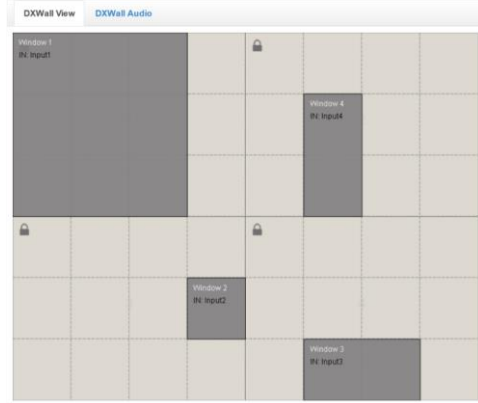 DXWall View
DXWall Audio
Window 1
IN: Input1
Window 4
IN: Input4
Window 2
IN: Input2
Window 3
IN: Input3